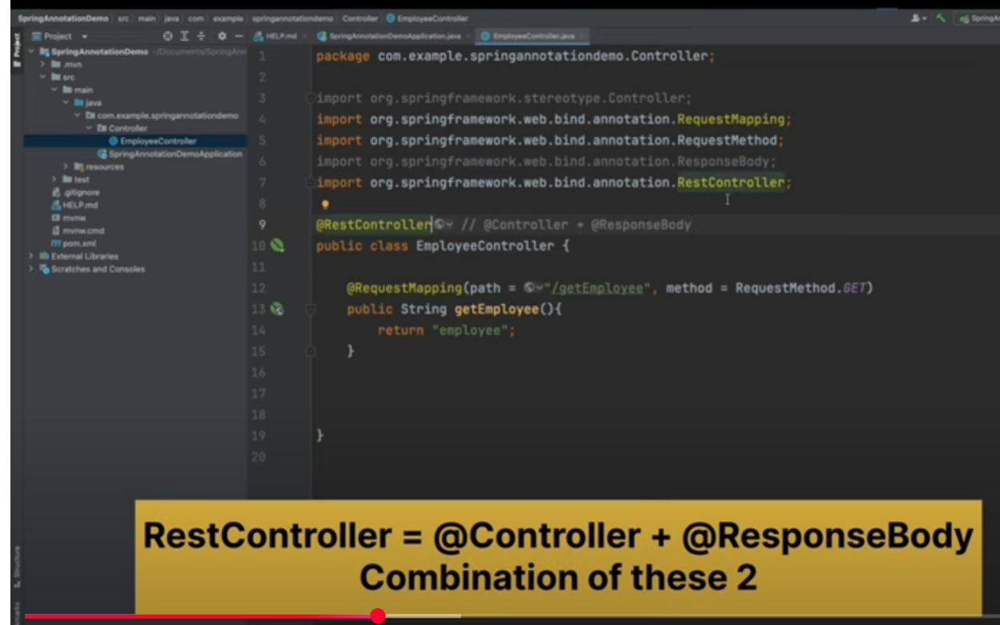 SpringAnnotationDemo src main java com example springannotationdemo Controller EmployeeController
Project
HELP.md SpringAnnotationDemoApplication.java EmployeeController.java
Project
SpringAnnotationDemo ~/Documents/SpringAnn
.mvn
src
main
java
com.example.springannotationdemo
Controller
EmployeeController
SpringAnnotationDemoApplication
resources
test
.gitignore
HELP.md
mvnw
mvnw.cmd
pom.xml
External Libraries
Scratches and Consoles
1 package com.example.springannotationdemo.Controller;
2
3 import org.springframework.stereotype.Controller;
4 import org.springframework.web.bind.annotation.RequestMapping;
5 import org.springframework.web.bind.annotation.RequestMethod;
6 import org.springframework.web.bind.annotation.ResponseBody;
7 import org.springframework.web.bind.annotation.RestController;
8
9 @RestController // @Controller + @ResponseBody
10 public class EmployeeController {
11
12 @RequestMapping(path = "/getEmployee", method = RequestMethod.GET)
13 public String getEmployee(){
14 return "employee";
15 }
16
17
18
19 }
20
Structure
RestController = @Controller + @ResponseBody
Combination of these 2